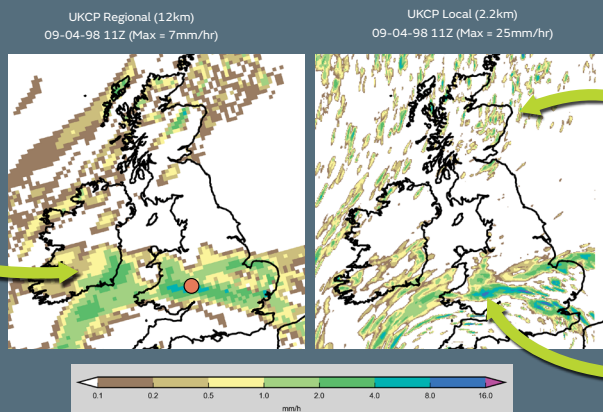 UKCP Regional (12km)
09-04-98 11Z (Max = 7mm/hr)
UKCP Local (2.2km)
09-04-98 11Z (Max = 25mm/hr)
0.1 0.2 0.5 1.0 2.0 4.0 8.0 16.0
mm/h